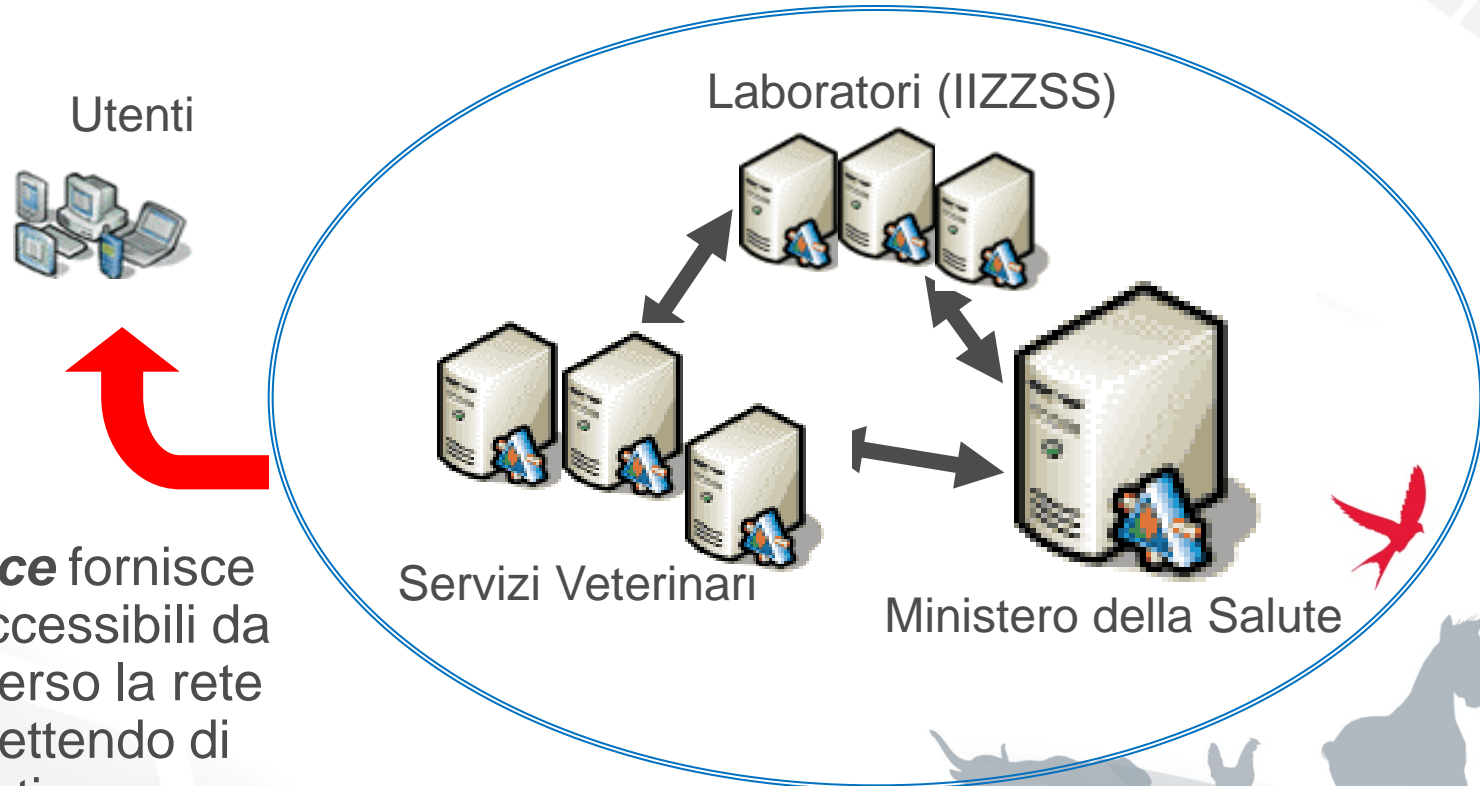 Utenti
Laboratori (IIZZSS)
Servizi Veterinari
Ministero della Salute
ce fornisce
ccessibili da
erso la rete
ettendo di